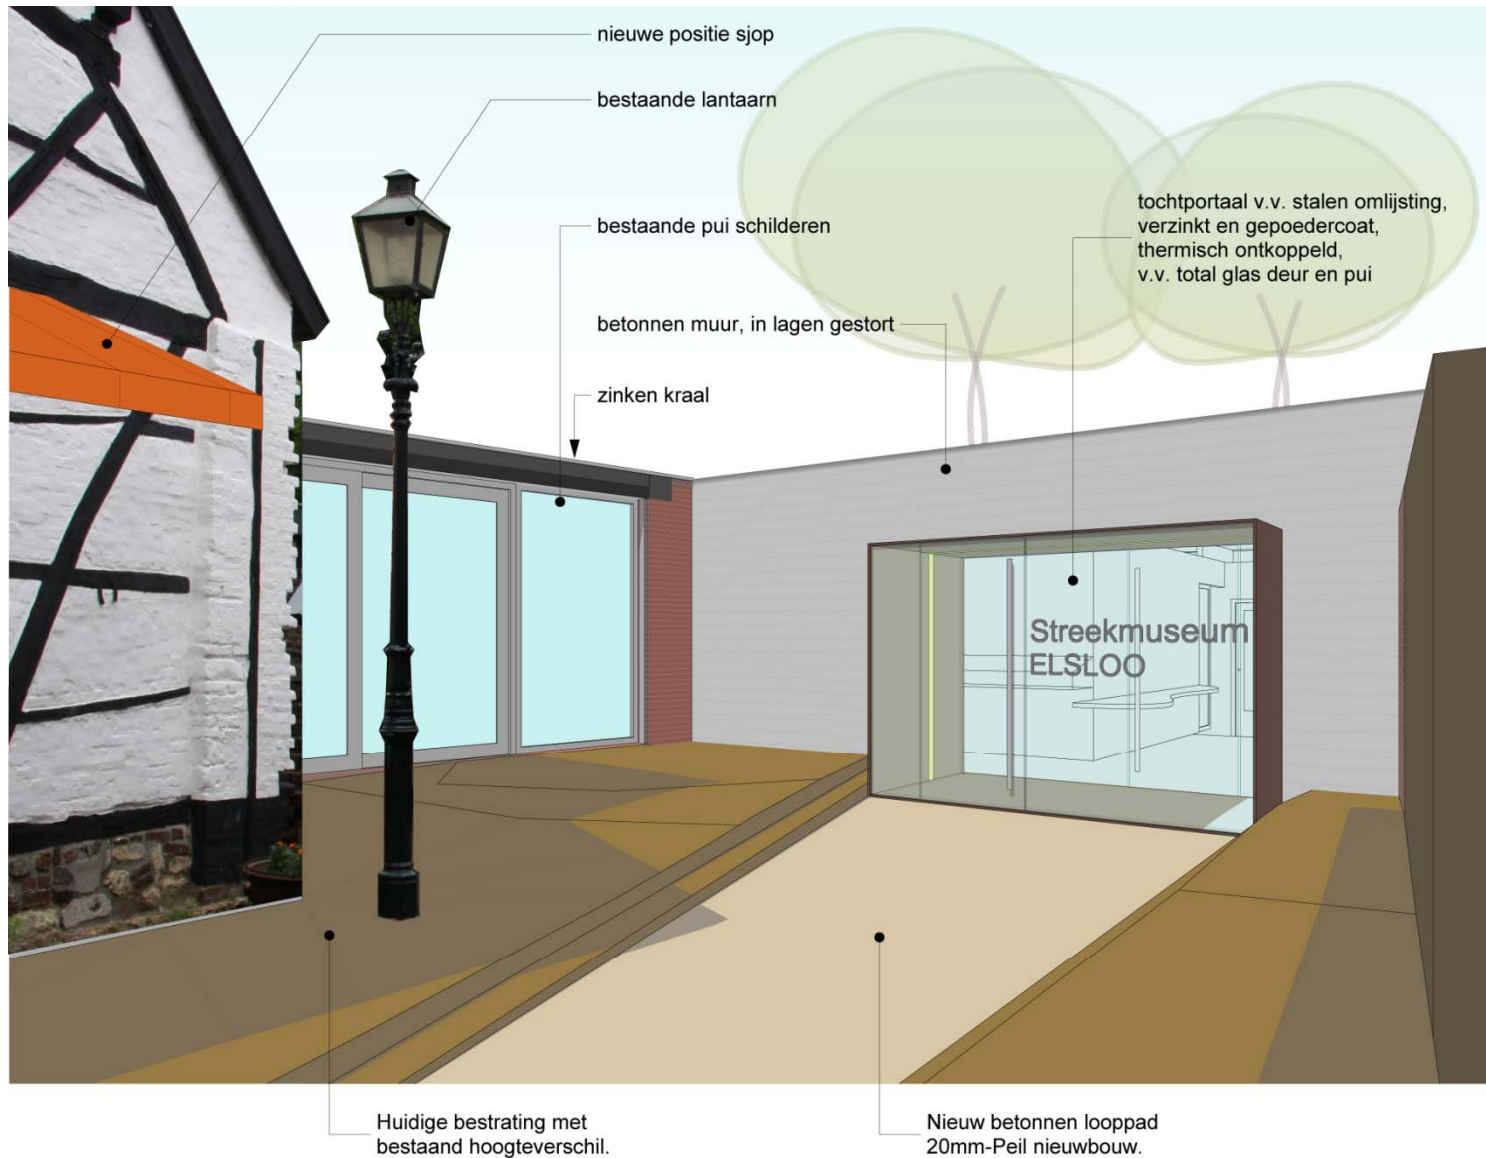 nieuwe positie sjop
bestaande lantaarn
tochtportaal v.v. stalen omlijsting,
verzinkt en gepoedercoat,
thermisch ontkoppeld,
v.v. total glas deur en pui
bestaande pui schilderen
betonnen muur, in lagen gestort
zinken kraal
Streekmuseum
ELSLOO
Huidige bestrating met
bestaand hoogteverschil.
Nieuw betonnen looppad
20mm-Peil nieuwbouw.